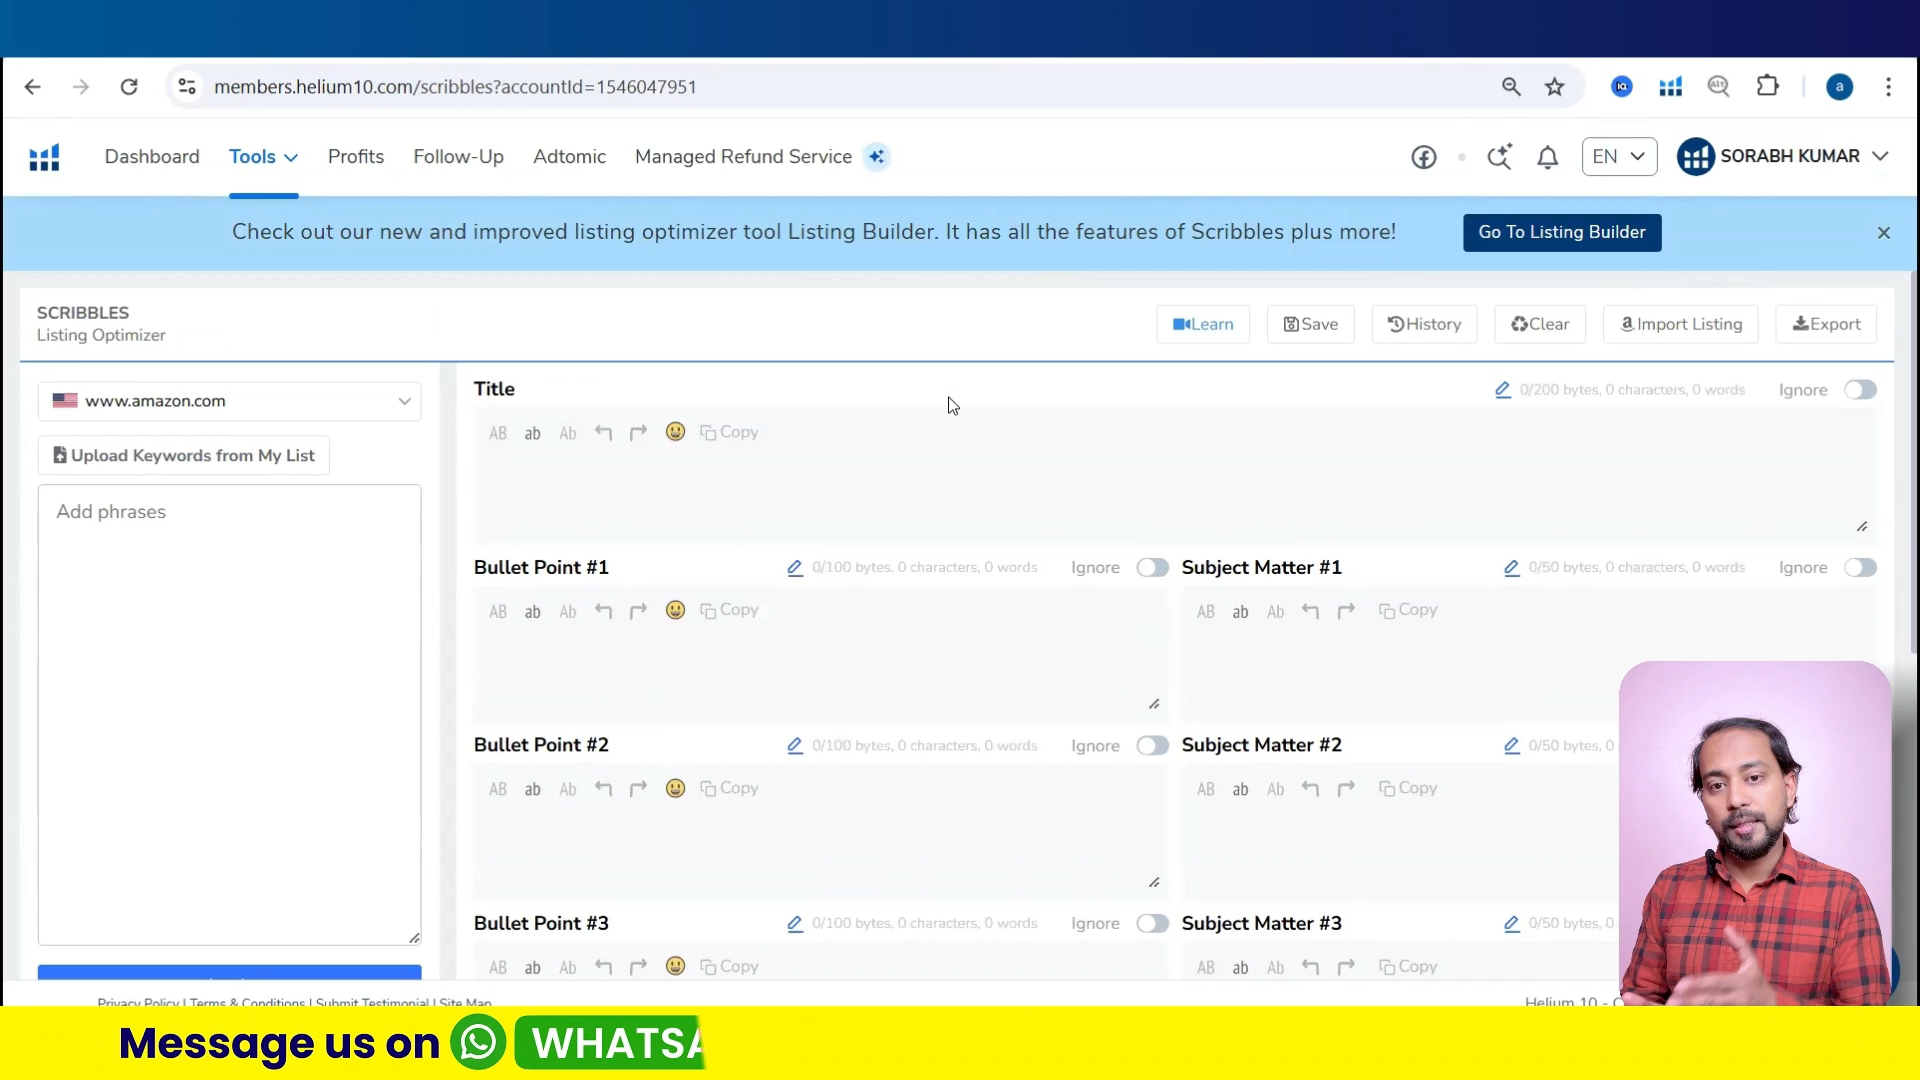 members.helium10.com/scribbles?accountId=1546047951
a
Dashboard Tools Profits Follow-Up Adtomic Managed Refund Service EN SORABH KUMAR
Check out our new and improved listing optimizer tool Listing Builder. It has all the features of Scribbles plus more! Go To Listing Builder
SCRIBBLES
Listing Optimizer
Learn Save History Clear Import Listing Export
www.amazon.com
Upload Keywords from My List
Add phrases
Title 0/200 bytes, 0 characters, 0 words Ignore
AB ab Ab Copy
Bullet Point #1 0/100 bytes, 0 characters, 0 words Ignore
AB ab Ab Copy
Subject Matter #1 0/50 bytes, 0 characters, 0 words Ignore
AB ab Ab Copy
Bullet Point #2 0/100 bytes, 0 characters, 0 words Ignore
AB ab Ab Copy
Subject Matter #2 0/50 bytes, 0
AB ab Ab Copy
Bullet Point #3 0/100 bytes, 0 characters, 0 words Ignore
AB ab Ab Copy
Subject Matter #3 0/50 bytes, 0
AB ab Ab Copy
Privacy Policy | Terms & Conditions | Submit Testimonial | Site Map
Helium 10 - C
Message us on WHATSA